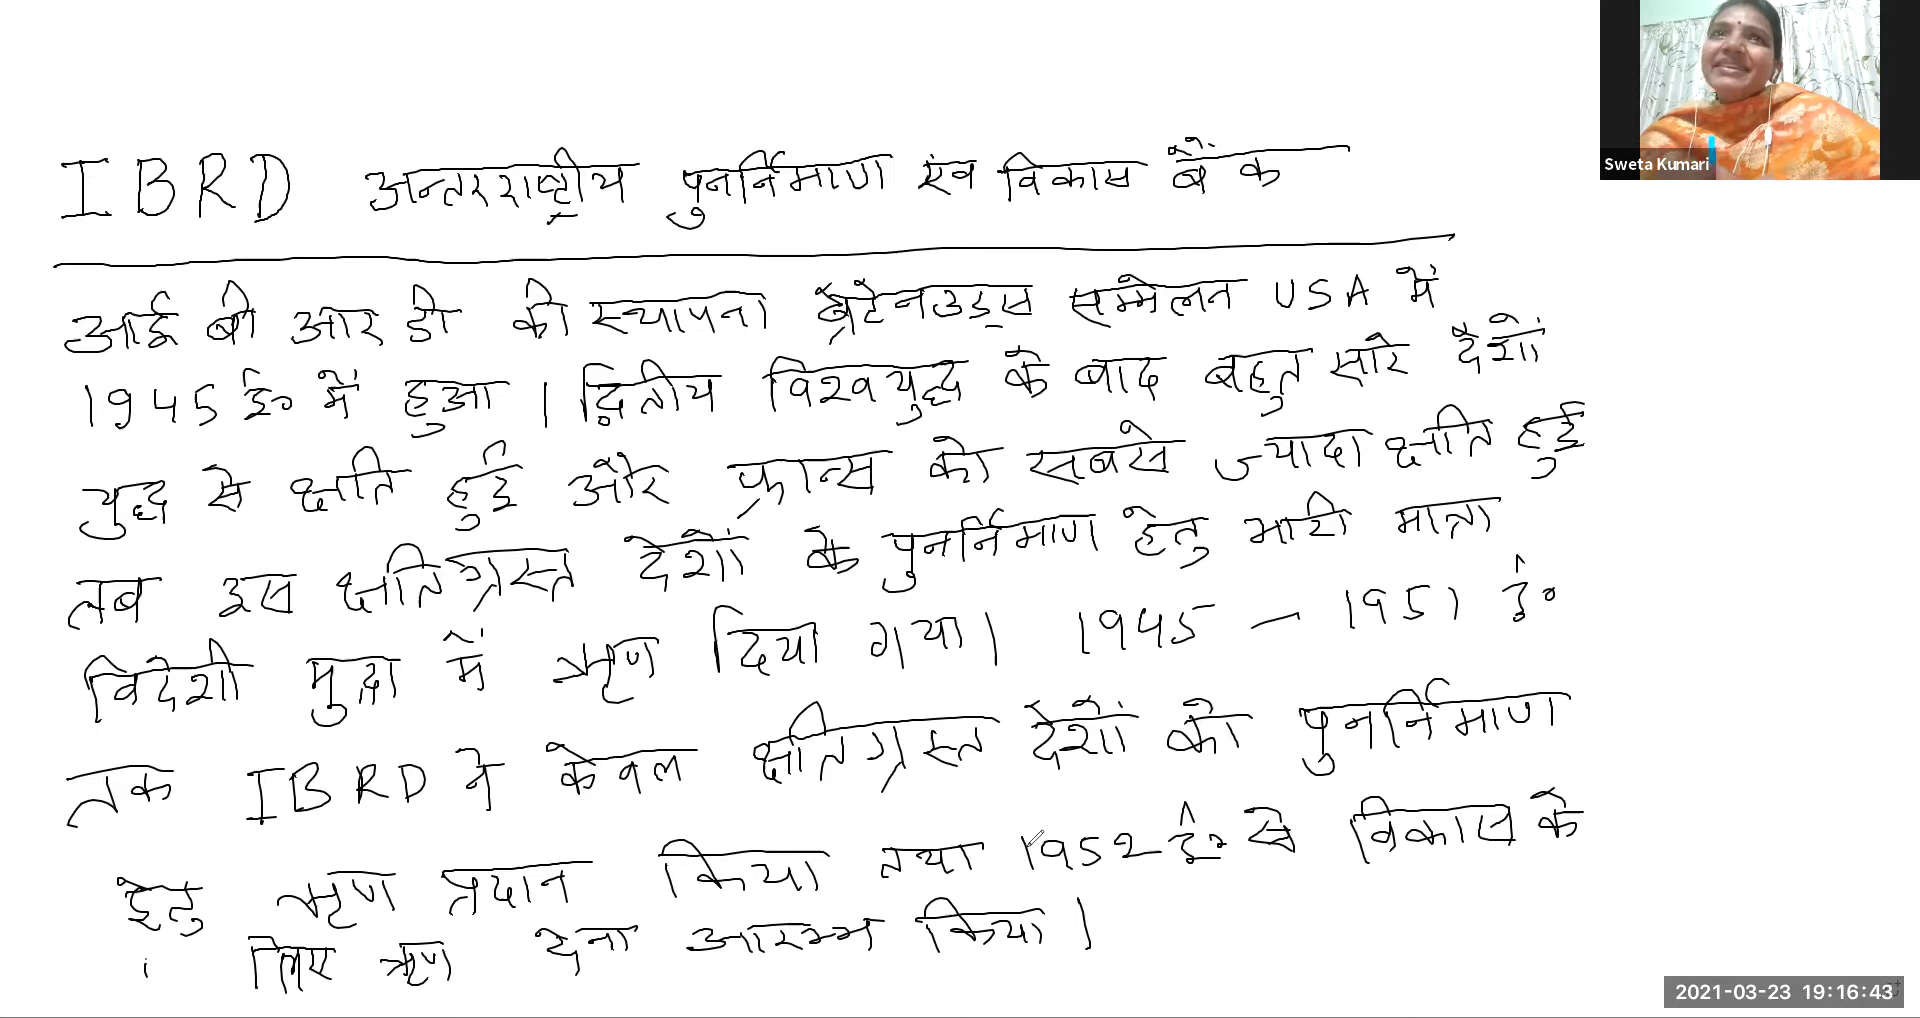 Sweta Kumari
IBRD अन्तरराष्ट्रीय पुनर्निमाण एंव विकास बैंक
आई बी आर डी की स्थापना ब्रेटेनउड्स सम्मेलन USA में
1945 ई० में हुआ । द्वितीय विश्वयुद्ध के बाद बहुत सारे देशों
युद्ध से क्षति हुई और फ्रान्स को सबसे ज्यादा क्षति हुई
तब इस क्षतिग्रस्त देशों के पुनर्निमाण हेतु भारी मात्रा
विदेशी मुद्रा में ऋण दिया गया। 1945 - 1951 ई०
तक IBRD ने केवल क्षतिग्रस्त देशों को पुनर्निमाण
हेतु ऋण प्रदान किया तथा 1952 ई० से विकास के
लिए ऋण देना आरम्भ किया।
2021-03-23 19:16:43